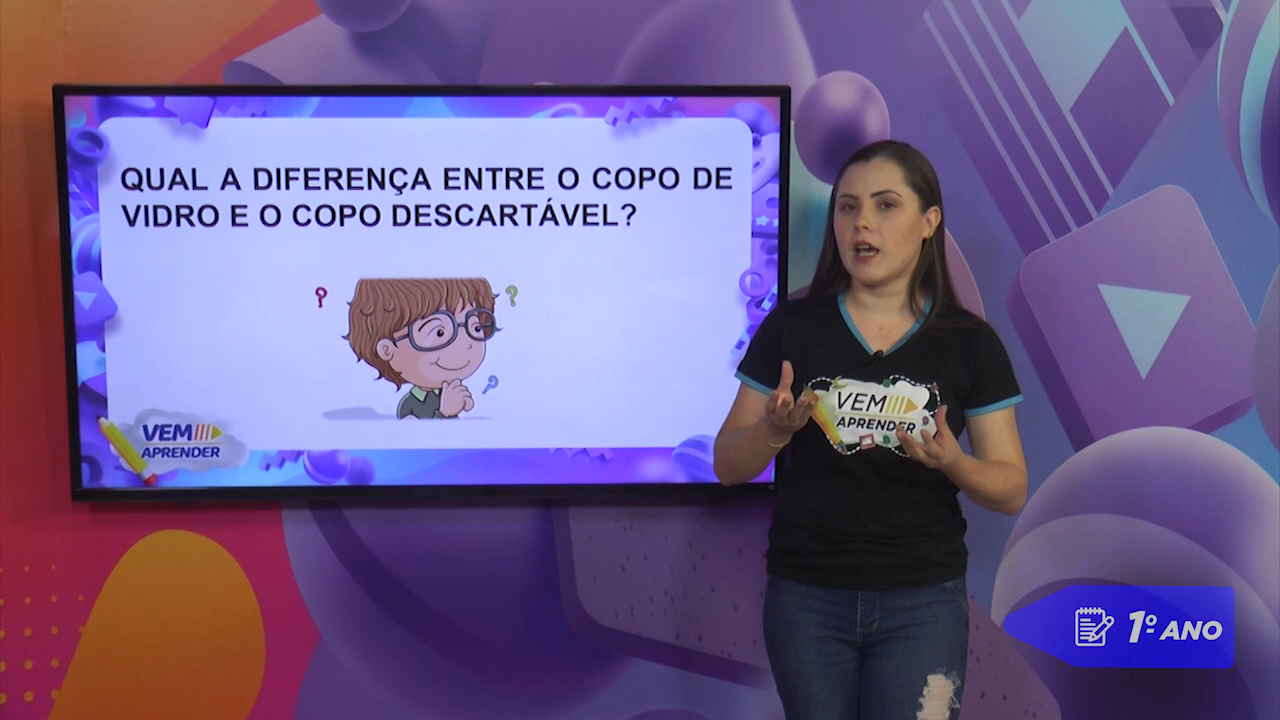 QUAL A DIFERENÇA ENTRE O COPO DE
VIDRO E O COPO DESCARTÁVEL?
VEM
APRENDER
VEM
APRENDER
1º ANO